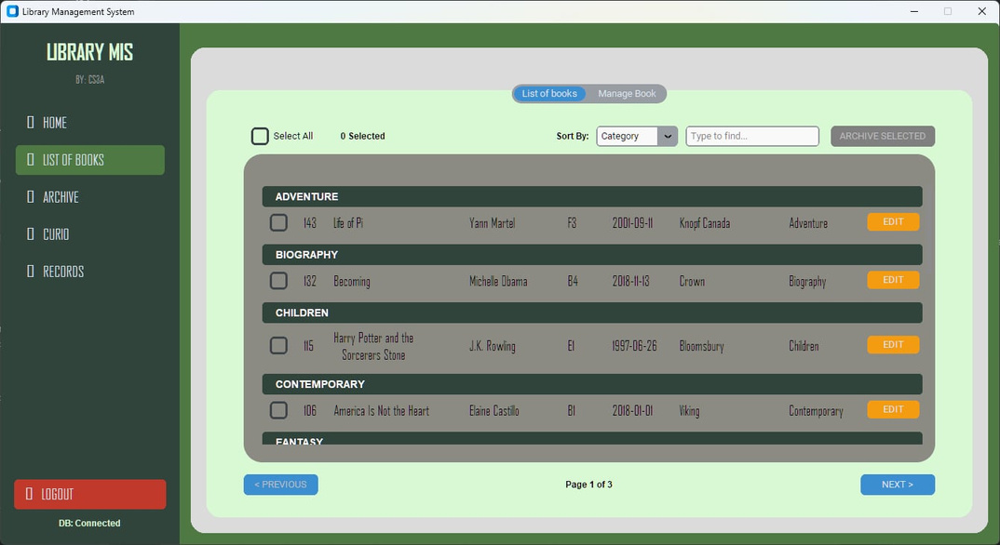 Library Management System
LIBRARY MIS
BY: CS3A
HOME
LIST OF BOOKS
ARCHIVE
CURIO
RECORDS
LOGOUT
DB: Connected
List of books Manage Book
Select All 0 Selected Sort By: Category Type to find... ARCHIVE SELECTED
ADVENTURE
143 Life of Pi Yann Martel F3 2001-09-11 Knopf Canada Adventure EDIT
BIOGRAPHY
132 Becoming Michelle Obama B4 2018-11-13 Crown Biography EDIT
CHILDREN
115 Harry Potter and the
Sorcerers Stone J.K. Rowling E1 1997-06-26 Bloomsbury Children EDIT
CONTEMPORARY
106 America Is Not the Heart Elaine Castillo B1 2018-01-01 Viking Contemporary EDIT
FANTASY
< PREVIOUS Page 1 of 3 NEXT >